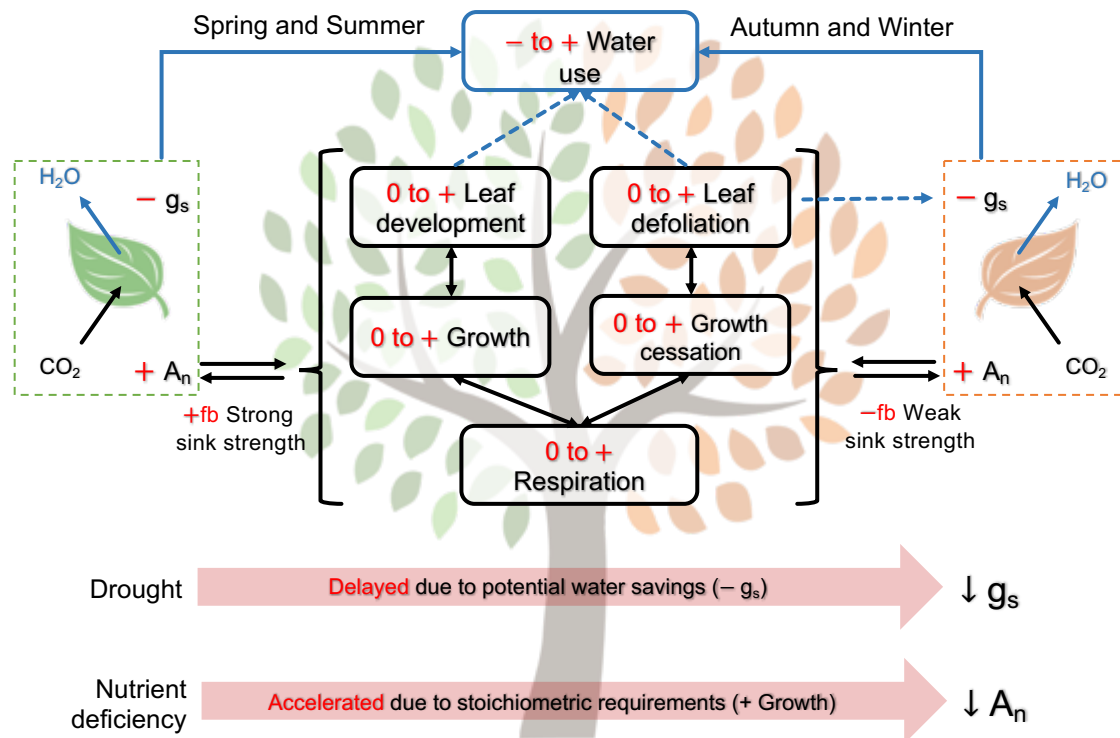 Spring and Summer
Autumn and Winter
− to + Water
use
H₂O
− gₛ
0 to + Leaf
development
0 to + Leaf
defoliation
− gₛ
H₂O
0 to + Growth
0 to + Growth
cessation
CO₂
+ Aₙ
+ Aₙ
CO₂
+fb Strong
sink strength
−fb Weak
sink strength
0 to +
Respiration
Drought
Delayed due to potential water savings (− gₛ)
↓ gₛ
Nutrient
deficiency
Accelerated due to stoichiometric requirements (+ Growth)
↓ Aₙ